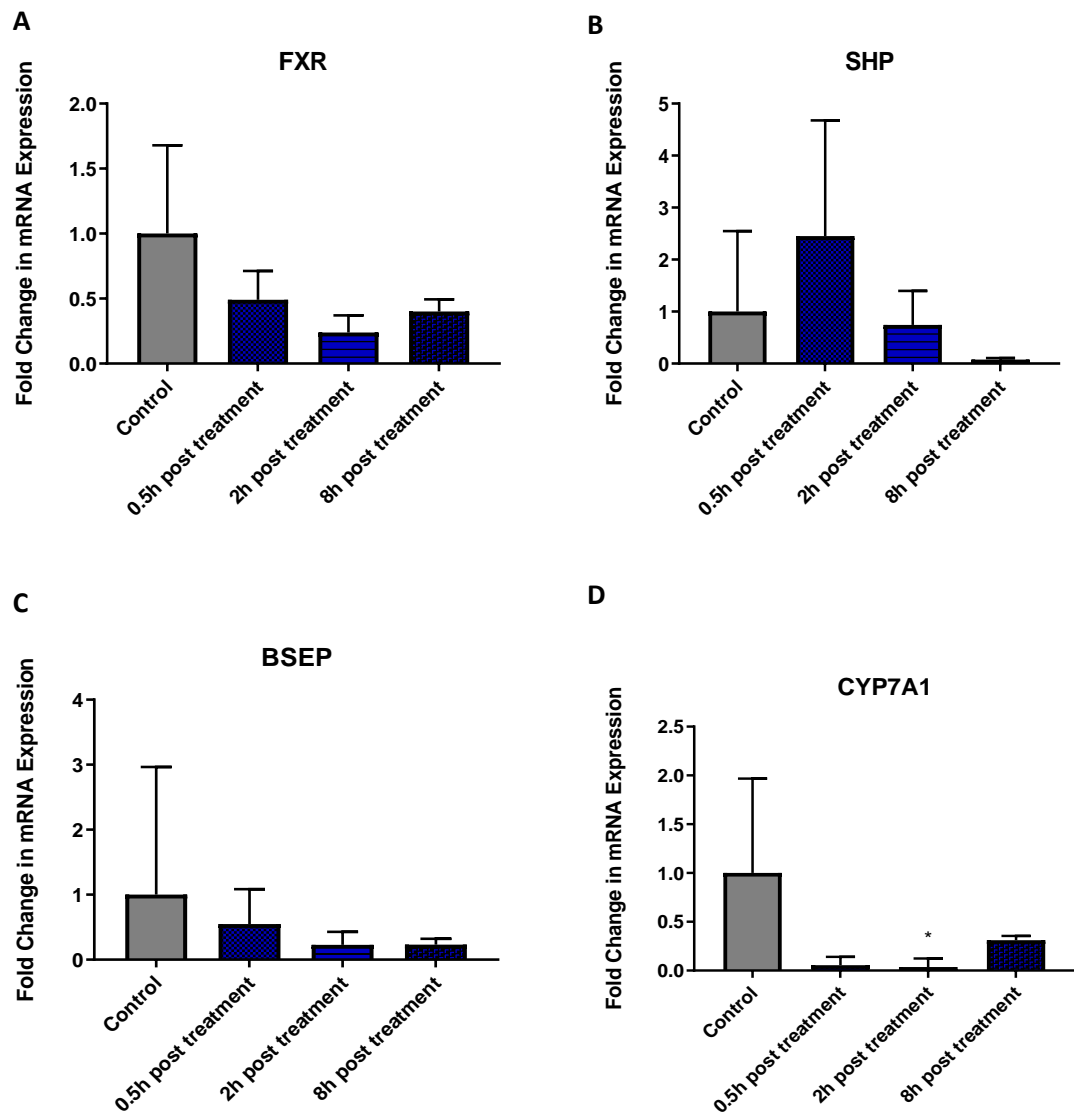 A
FXR
Fold Change in mRNA Expression
2.0
1.5
1.0
0.5
0.0
Control
0.5h post treatment
2h post treatment
8h post treatment
B
SHP
Fold Change in mRNA Expression
5
4
3
2
1
0
Control
0.5h post treatment
2h post treatment
8h post treatment
C
BSEP
Fold Change in mRNA Expression
4
3
2
1
0
Control
0.5h post treatment
2h post treatment
8h post treatment
D
CYP7A1
Fold Change in mRNA Expression
2.5
2.0
1.5
1.0
0.5
0.0
*
Control
0.5h post treatment
2h post treatment
8h post treatment